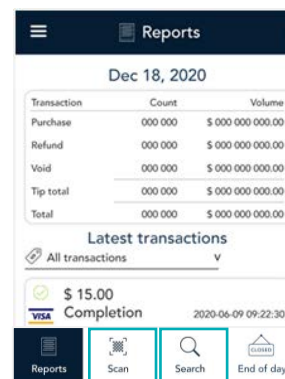 Reports
Dec 18, 2020
Transaction Count Volume
Purchase 000 000 $ 000 000 000.00
Refund 000 000 $ 000 000 000.00
Void 000 000 $ 000 000 000.00
Tip total 000 000 $ 000 000 000.00
Total 000 000 $ 000 000 000.00
Latest transactions
All transactions v
$ 15.00
VISA Completion 2020-06-09 09:22:30
Reports Scan Search CLOSED End of day